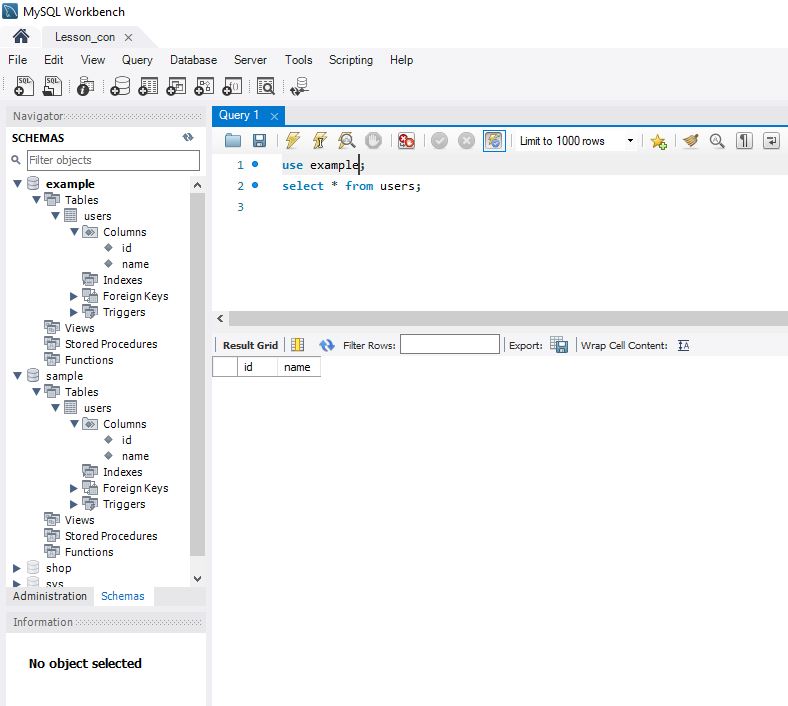 MySQL Workbench
Lesson_con
File Edit View Query Database Server Tools Scripting Help
Navigator
SCHEMAS
Filter objects
example
Tables
users
Columns
id
name
Indexes
Foreign Keys
Triggers
Views
Stored Procedures
Functions
sample
Tables
users
Columns
id
name
Indexes
Foreign Keys
Triggers
Views
Stored Procedures
Functions
shop
sys
Administration Schemas
Information
No object selected
Query 1
Limit to 1000 rows
1 use example;
2 select * from users;
3
Result Grid Filter Rows: Export: Wrap Cell Content:
id name